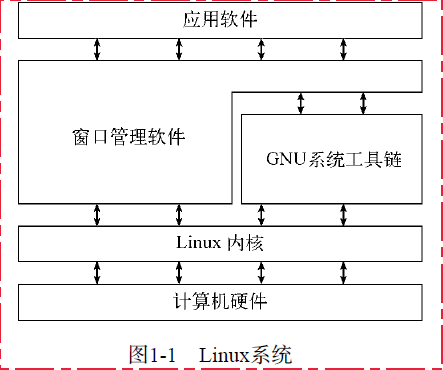 应用软件
窗口管理软件
GNU系统工具链
Linux 内核
计算机硬件
图1-1 Linux系统